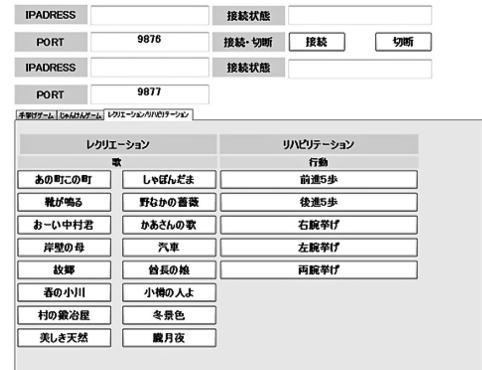 IPADRESS 接続状態
PORT 9876 接続・切断 接続 切断
IPADRESS 接続状態
PORT 9877
手挙げゲーム じゃんけんゲーム レクリエーション/リハビリテーション
レクリエーション リハビリテーション
歌 行動
あの町この町 しゃぼんだま 前進5歩
靴が鳴る 野なかの薔薇 後進5歩
おーい中村君 かあさんの歌 右腕挙げ
岸壁の母 汽車 左腕挙げ
故郷 酋長の娘 両腕挙げ
春の小川 小樽の人よ
村の鍛冶屋 冬景色
美しき天然 朧月夜